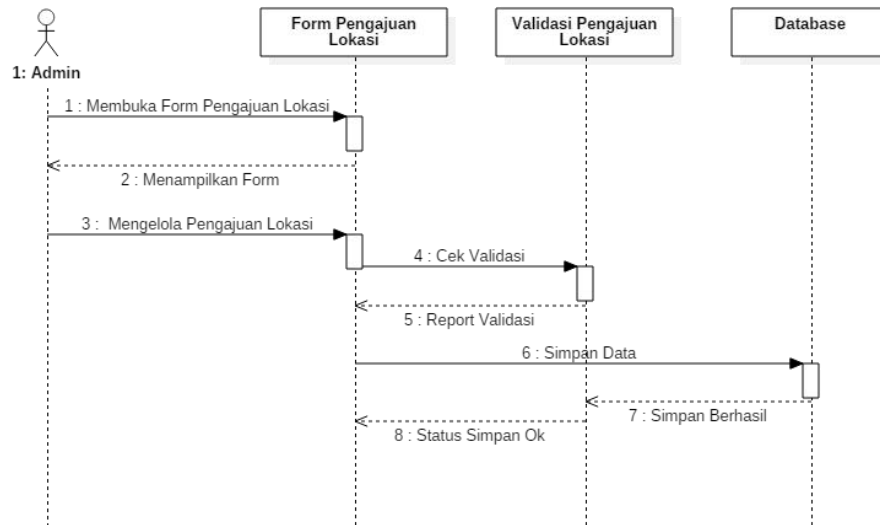 Form Pengajuan
Lokasi
Validasi Pengajuan
Lokasi
Database
1: Admin
1 : Membuka Form Pengajuan Lokasi
2 : Menampilkan Form
3 : Mengelola Pengajuan Lokasi
4 : Cek Validasi
5 : Report Validasi
6 : Simpan Data
7 : Simpan Berhasil
8 : Status Simpan Ok